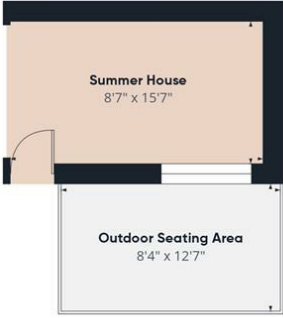 Summer House
8'7" x 15'7"
Outdoor Seating Area
8'4" x 12'7"